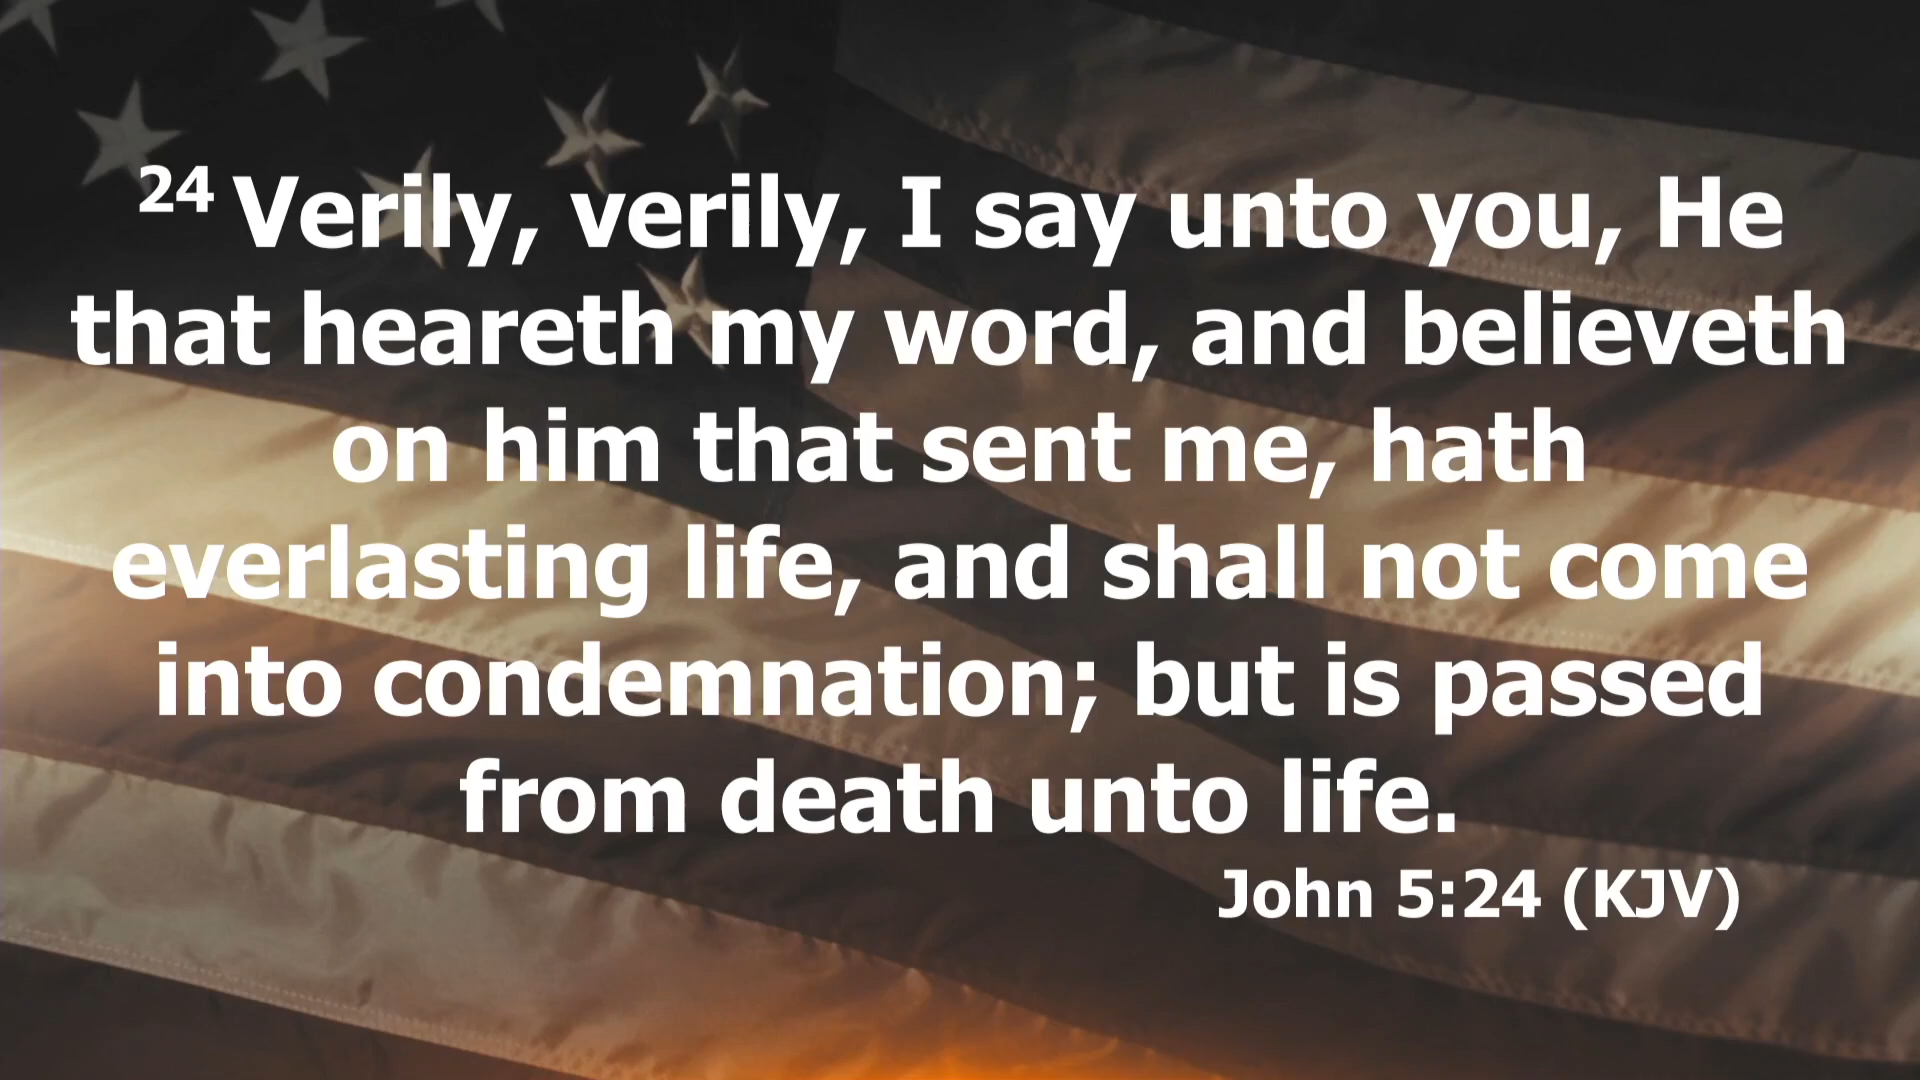 24 Verily, verily, I say unto you, He
that heareth my word, and believeth
on him that sent me, hath
everlasting life, and shall not come
into condemnation; but is passed
from death unto life.
John 5:24 (KJV)